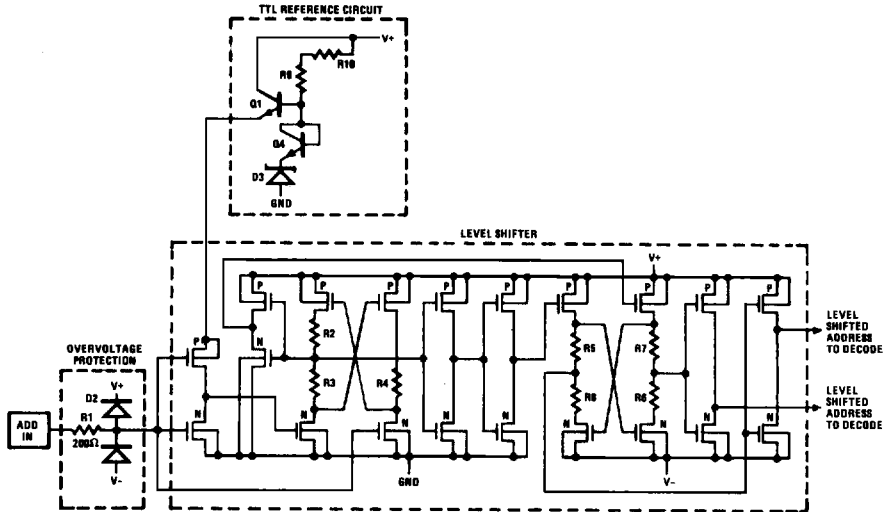 TTL REFERENCE CIRCUIT
V+
R10
R9
Q1
Q4
D3
GND
LEVEL SHIFTER
V+
P
P
P
P
P
P
P
P
P
R2
R5
R7
LEVEL
SHIFTED
ADDRESS
TO DECODE
OVERVOLTAGE
PROTECTION
P
N
V+
R3
R4
R8
R6
D2
LEVEL
SHIFTED
ADDRESS
TO DECODE
ADD
IN
R1
200Ω
N
N
N
N
N
N
N
N
N
V-
GND
V-